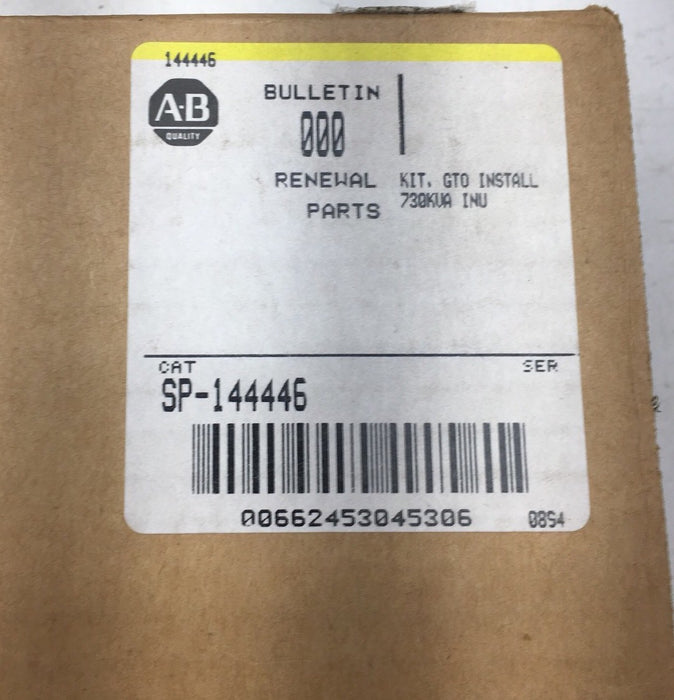 144446
A-B
QUALITY
BULLETIN
000
RENEWAL
PARTS
KIT, GTO INSTALL
730KVA INV
CAT
SER
SP-144446
00662453045306
0894